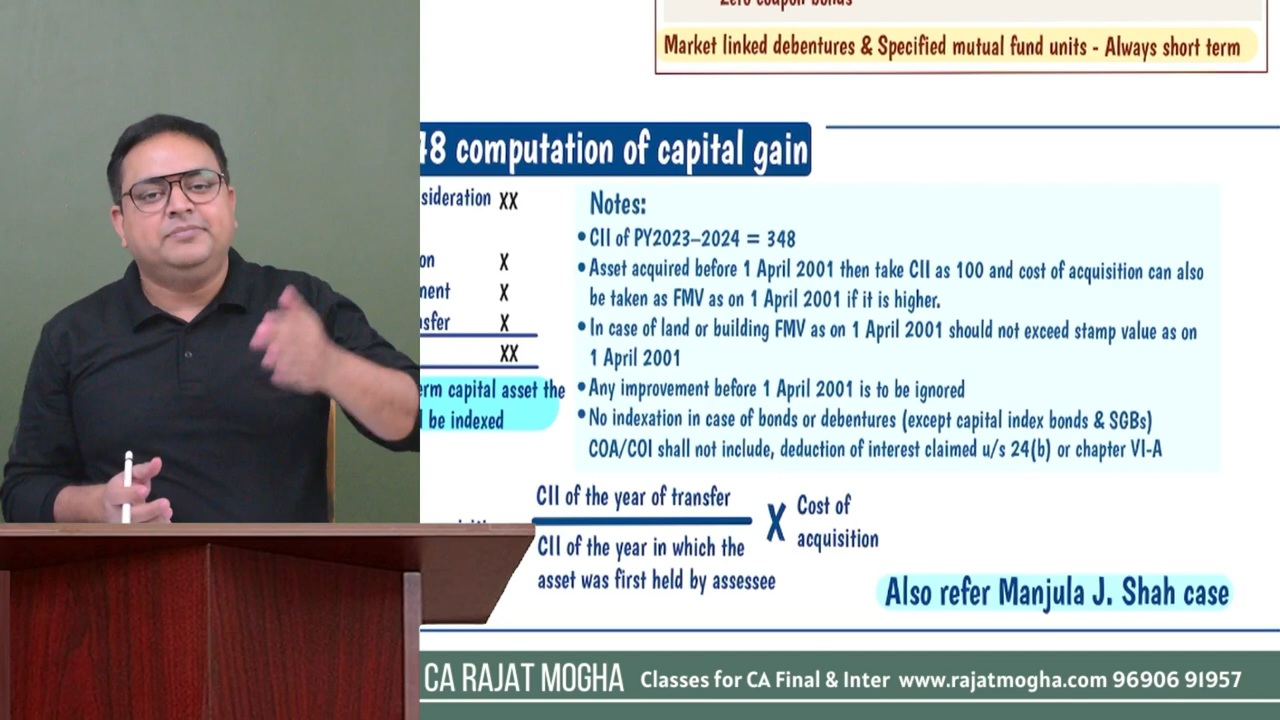 Zero coupon bonds
Market linked debentures & Specified mutual fund units - Always short term
48 computation of capital gain
sideration XX
on X
ment X
nsfer X
XX
erm capital asset the
l be indexed
Notes:
• CII of PY2023–2024 = 348
• Asset acquired before 1 April 2001 then take CII as 100 and cost of acquisition can also
be taken as FMV as on 1 April 2001 if it is higher.
• In case of land or building FMV as on 1 April 2001 should not exceed stamp value as on
1 April 2001
• Any improvement before 1 April 2001 is to be ignored
• No indexation in case of bonds or debentures (except capital index bonds & SGBs)
COA/COI shall not include, deduction of interest claimed u/s 24(b) or chapter VI-A
CII of the year of transfer
CII of the year in which the
asset was first held by assessee
X
Cost of
acquisition
Also refer Manjula J. Shah case
CA RAJAT MOGHA Classes for CA Final & Inter www.rajatmogha.com 96906 91957